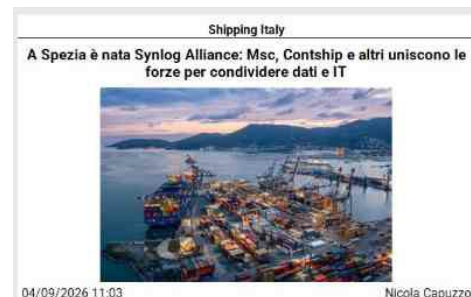 Shipping Italy
A Spezia è nata Synlog Alliance: Msc, Contship e altri uniscono le
forze per condividere dati e IT
04/09/2026 11:03 Nicola Capuzzo